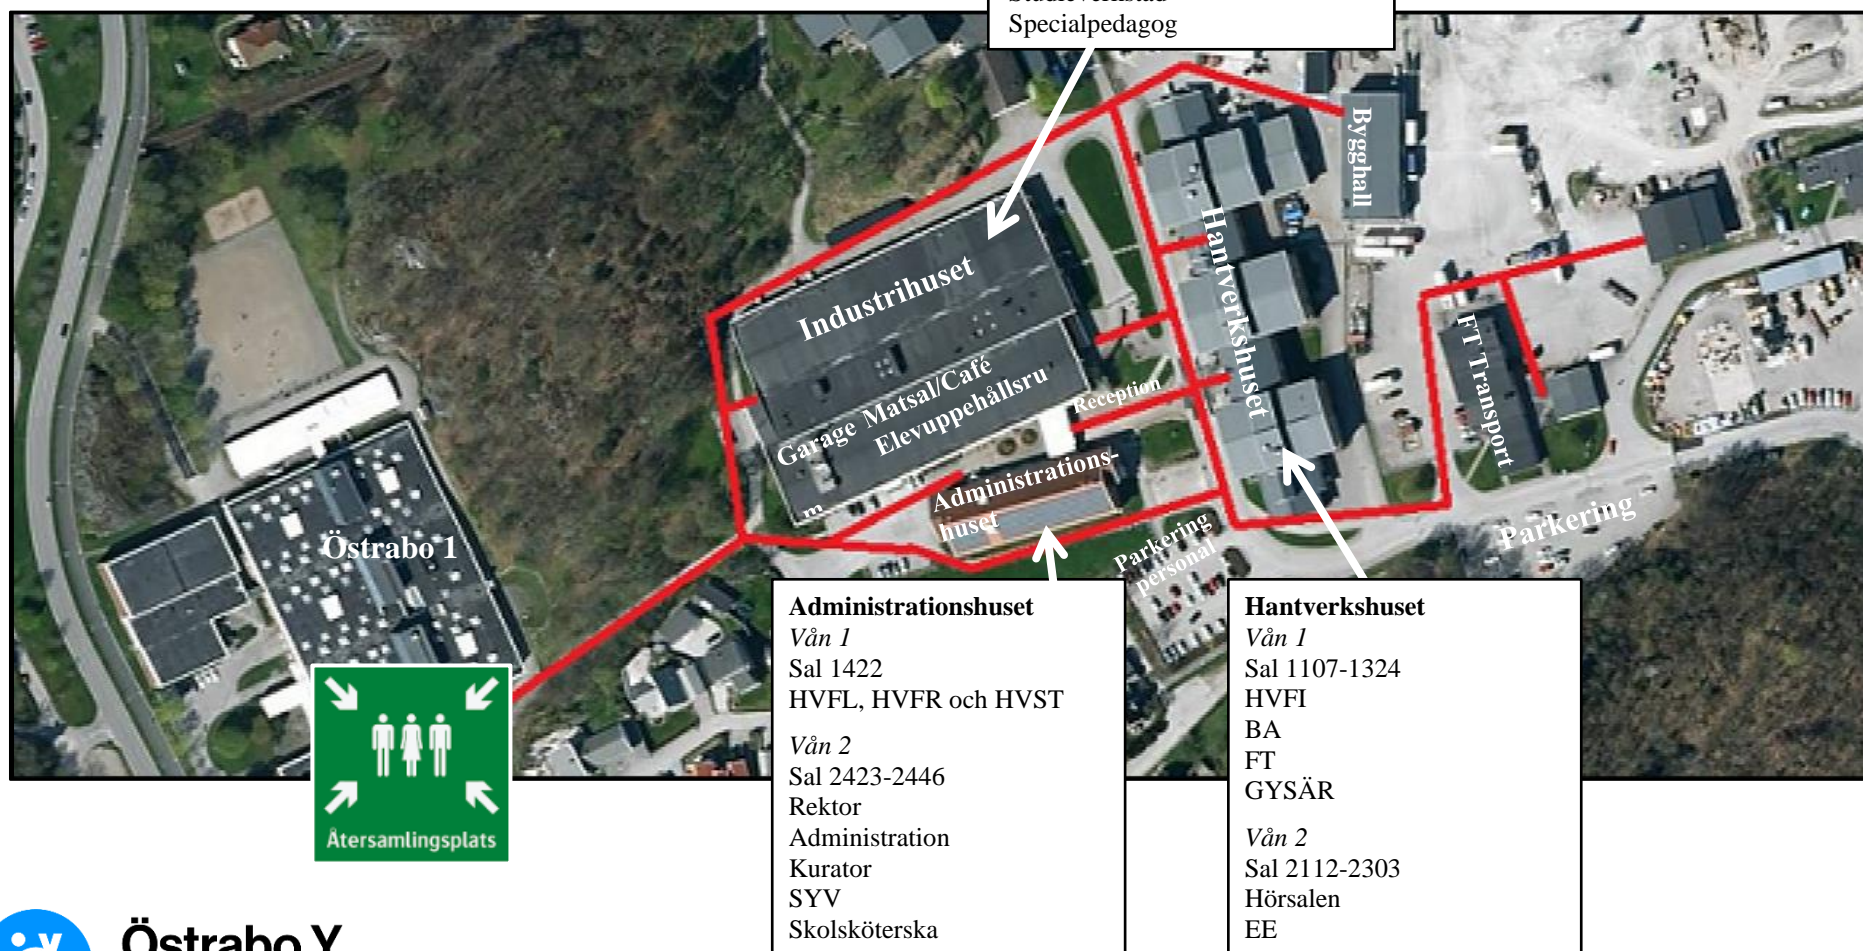 Specialpedagog
Bygghall
Hantverkshuset
Industrihuset
Garage Matsal/Café
Elevuppehållsru
m
Reception
Administrations-
huset
FT Transport
Parkering
Parkering
personal
Östrabo 1
Återsamlingsplats
Administrationshuset
Vån 1
Sal 1422
HVFL, HVFR och HVST
Vån 2
Sal 2423-2446
Rektor
Administration
Kurator
SYV
Skolsköterska
Hantverkshuset
Vån 1
Sal 1107-1324
HVFI
BA
FT
GYSÄR
Vån 2
Sal 2112-2303
Hörsalen
EE
Östrabo Y